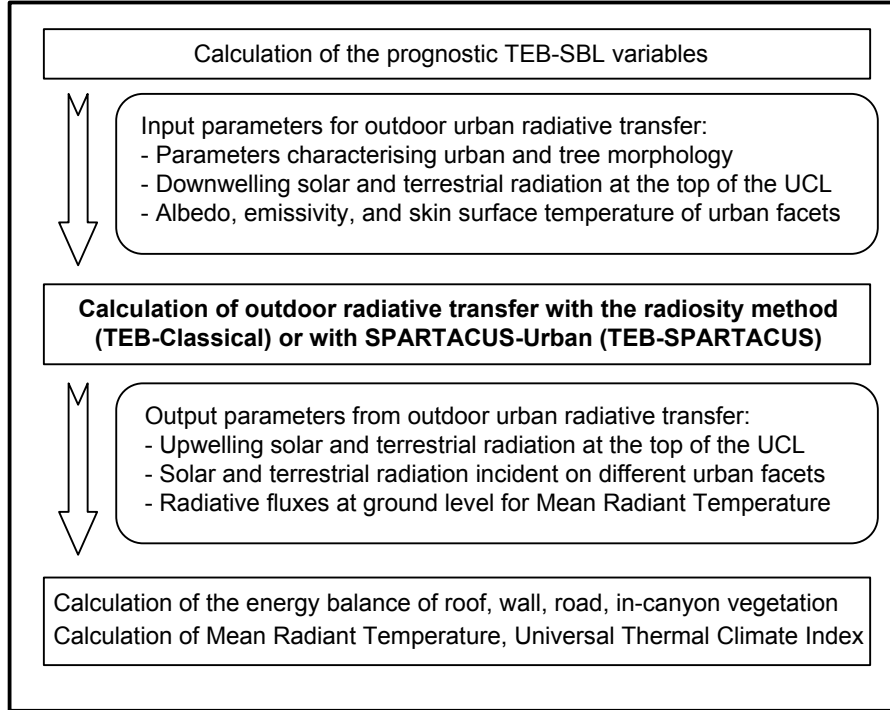 Calculation of the prognostic TEB-SBL variables
Input parameters for outdoor urban radiative transfer:
- Parameters characterising urban and tree morphology
- Downwelling solar and terrestrial radiation at the top of the UCL
- Albedo, emissivity, and skin surface temperature of urban facets
Calculation of outdoor radiative transfer with the radiosity method
(TEB-Classical) or with SPARTACUS-Urban (TEB-SPARTACUS)
Output parameters from outdoor urban radiative transfer:
- Upwelling solar and terrestrial radiation at the top of the UCL
- Solar and terrestrial radiation incident on different urban facets
- Radiative fluxes at ground level for Mean Radiant Temperature
Calculation of the energy balance of roof, wall, road, in-canyon vegetation
Calculation of Mean Radiant Temperature, Universal Thermal Climate Index